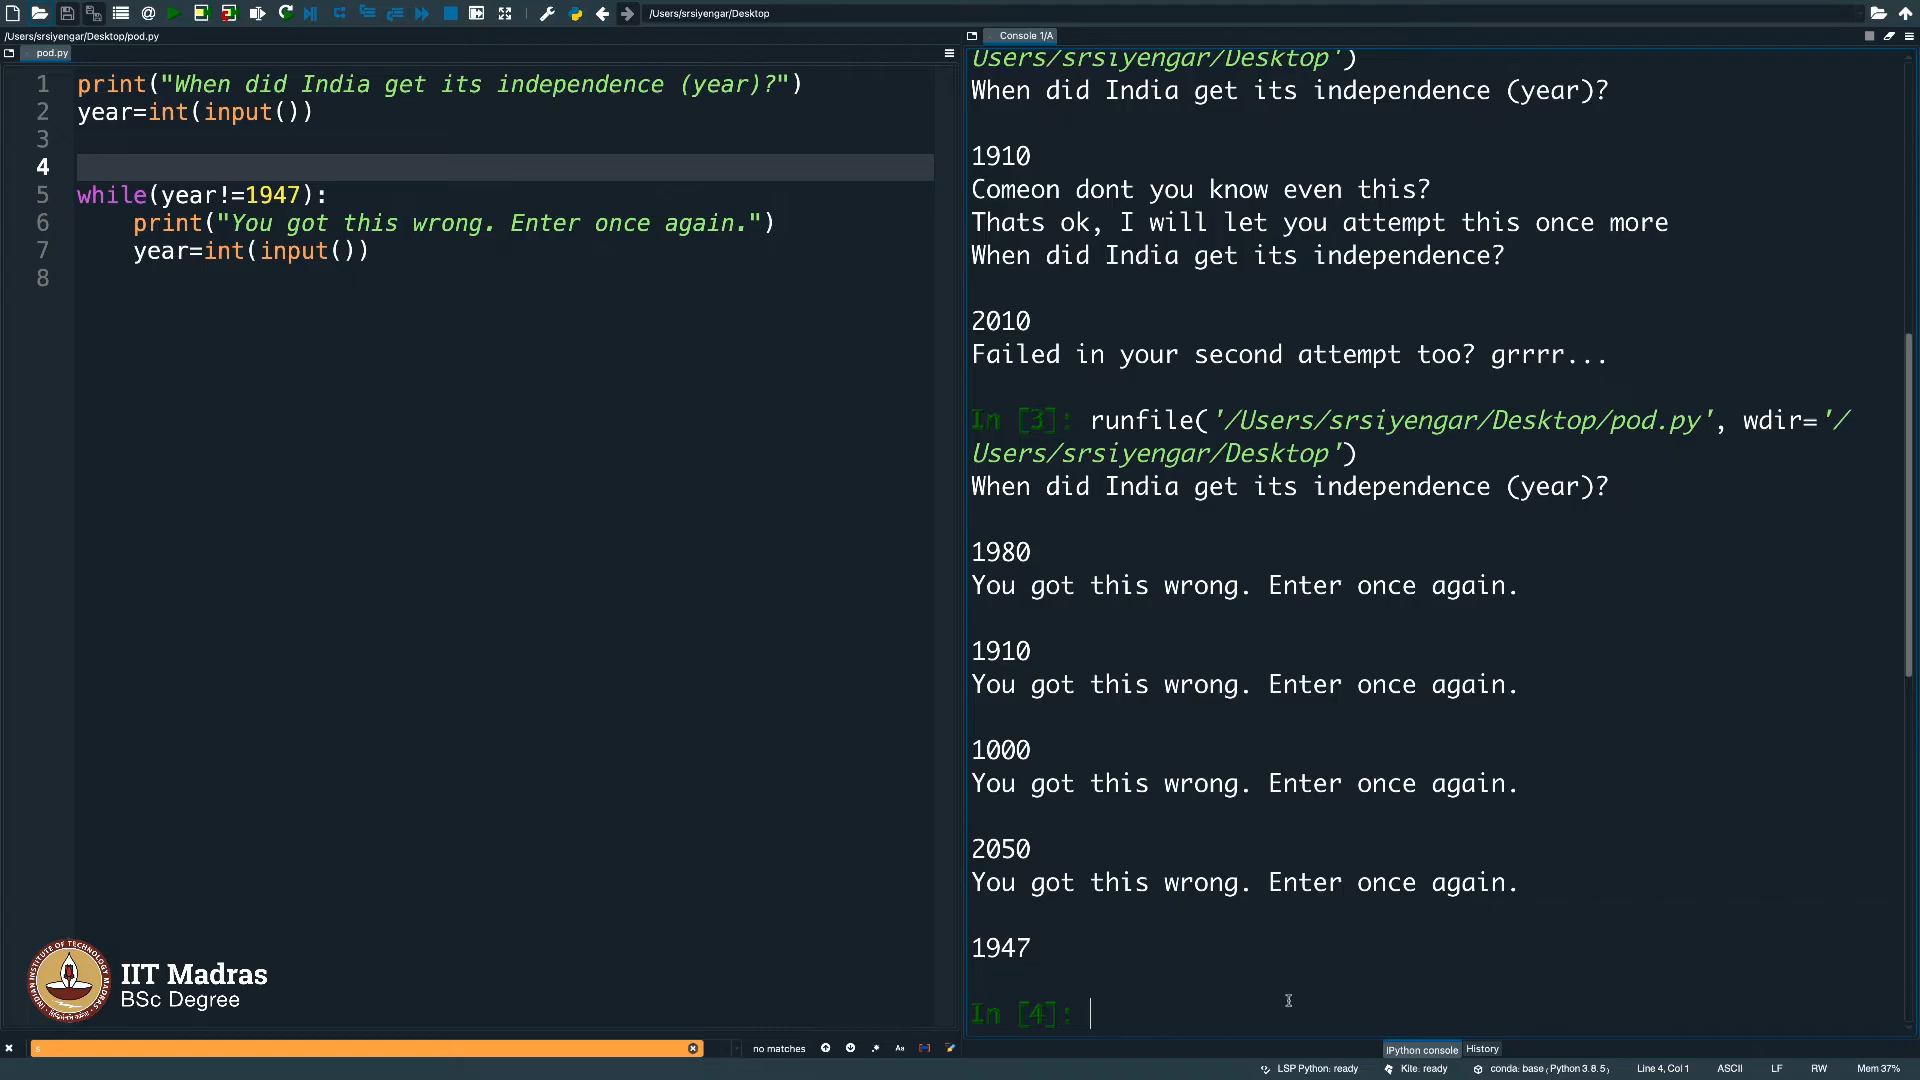 /Users/srsiyengar/Desktop
/Users/srsiyengar/Desktop/pod.py
pod.py
1 print("When did India get its independence (year)?")
2 year=int(input())
3
4
5 while(year!=1947):
6 print("You got this wrong. Enter once again.")
7 year=int(input())
8
IIT Madras
BSc Degree
s
no matches
Aa
Console 1/A
Users/srsiyengar/Desktop')
When did India get its independence (year)?
1910
Comeon dont you know even this?
Thats ok, I will let you attempt this once more
When did India get its independence?
2010
Failed in your second attempt too? grrrr...
In [3]: runfile('/Users/srsiyengar/Desktop/pod.py', wdir='/
Users/srsiyengar/Desktop')
When did India get its independence (year)?
1980
You got this wrong. Enter once again.
1910
You got this wrong. Enter once again.
1000
You got this wrong. Enter once again.
2050
You got this wrong. Enter once again.
1947
In [4]:
IPython console History
LSP Python: ready Kite: ready conda: base (Python 3.8.5) Line 4, Col 1 ASCII LF RW Mem 37%